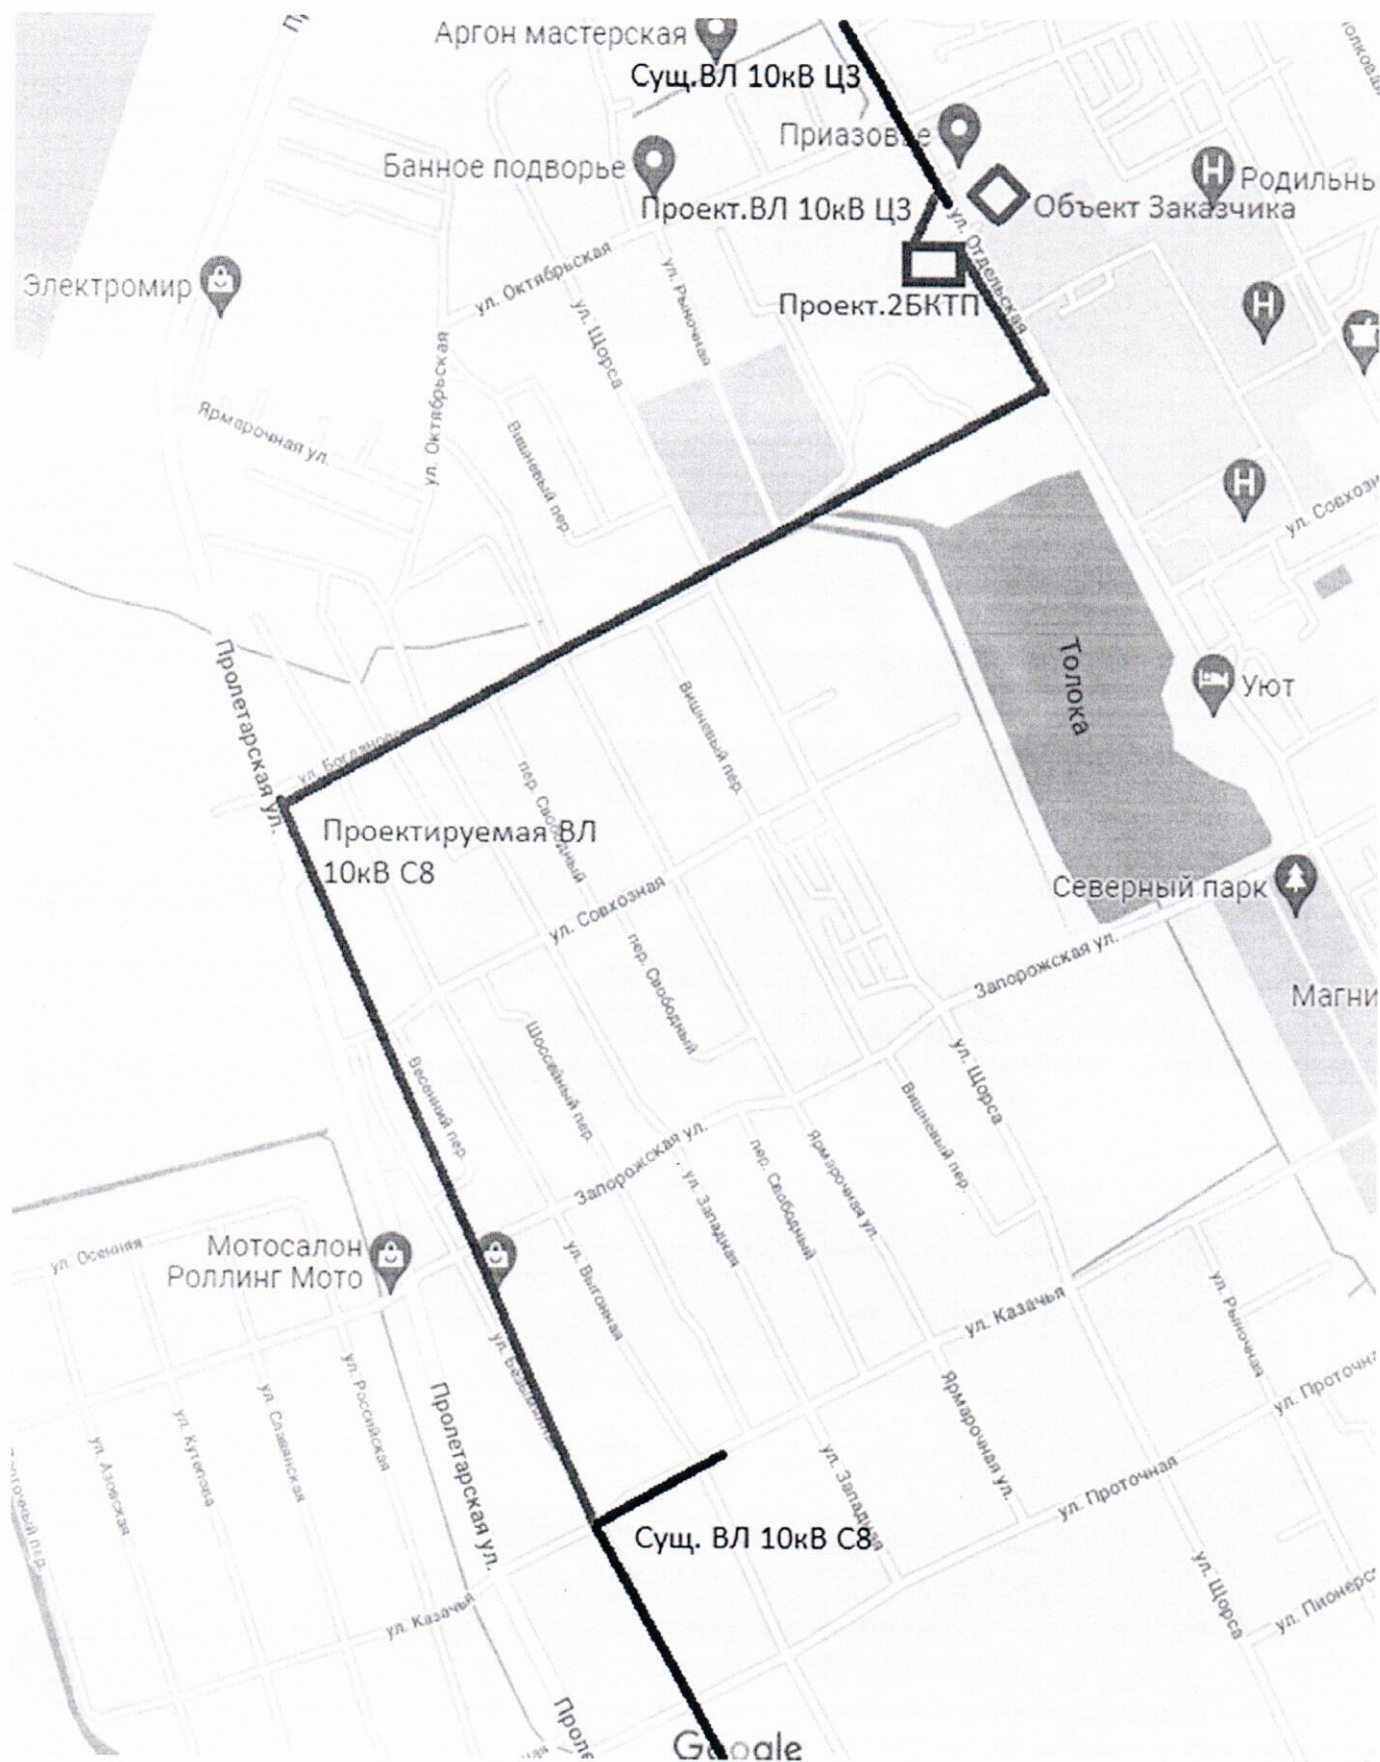 Аргон мастерская
Сущ.ВЛ 10кВ Ц3
Приазовье
Банное подворье
Родильны
Проект.ВЛ 10кВ Ц3
Объект Заказчика
ул. Отдельская
ул. Октябрьская
Электромир
Проект.2БКТП
ул. Рыночная
ул. Щорса
ул. Октябрьская
Ярмарочная ул.
Вишневый пер.
ул. Совхозн
Толока
Пролетарская ул.
Уют
Вишневый пер.
ул. Богданов
пер. Свободный
Проектируемая ВЛ
10кВ С8
Северный парк
ул. Совхозная
пер. Свободный
Запорожская ул.
Магни
Шоссейный пер.
ул. Щорса
Весенний пер.
Вишневый пер.
Запорожская ул.
Ярмарочная ул.
пер. Свободный
ул. Западная
ул. Осенняя
Мотосалон
Роллинг Мото
ул. Выгонная
ул. Казачья
ул. Рыночная
ул. Российская
ул. Славянская
ул. Кутепова
ул. Азовская
Пролетарская ул.
Ярмарочная ул.
ул. Проточн
ул. Западная
ул. Проточная
Сущ. ВЛ 10кВ С8
ул. Щорса
ул. Казачья
ул. Пионерс
Проле
Google